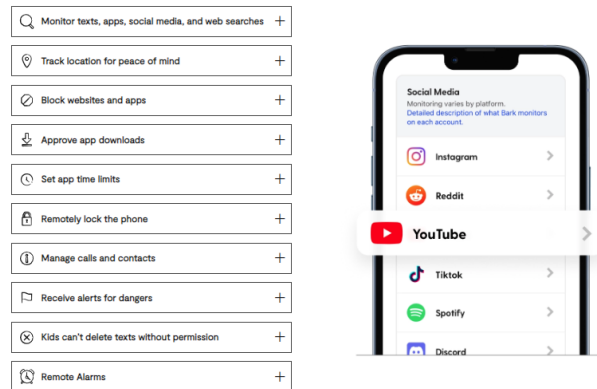 Monitor texts, apps, social media, and web searches
Track location for peace of mind
Block websites and apps
Approve app downloads
Set app time limits
Remotely lock the phone
Manage calls and contacts
Receive alerts for dangers
Kids can't delete texts without permission
Remote Alarms
Social Media
Monitoring varies by platform.
Detailed description of what Bark monitors
on each account.
Instagram
Reddit
YouTube
Tiktok
Spotify
Discord